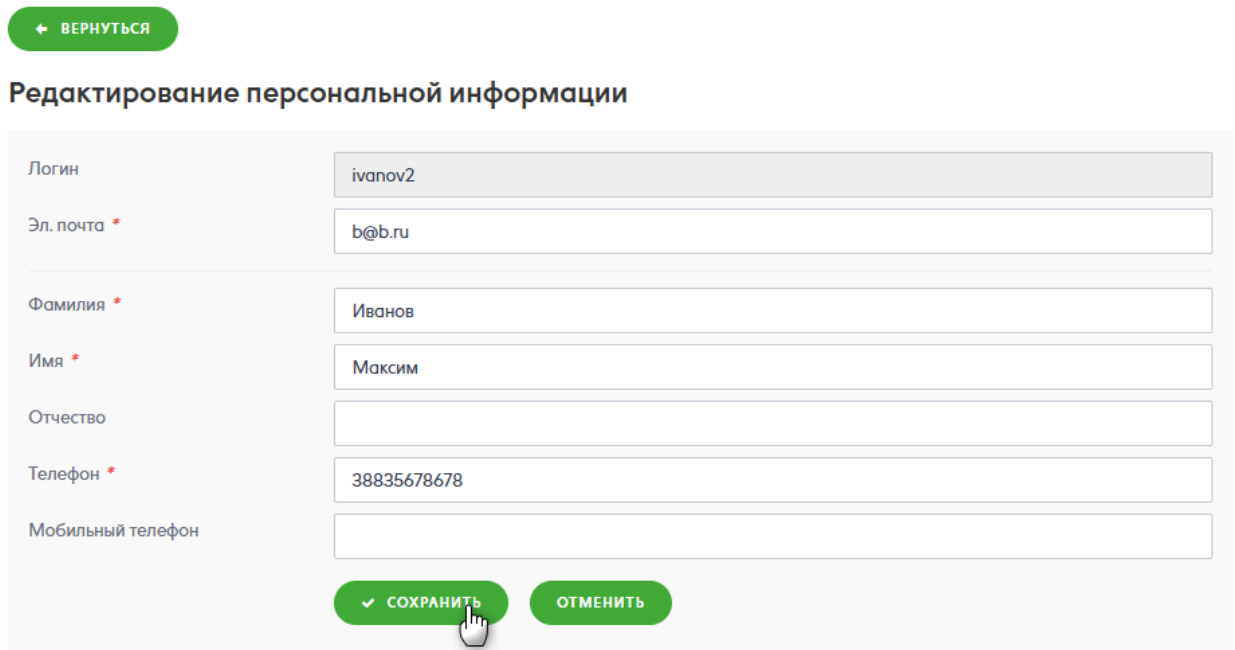 ВЕРНУТЬСЯ
Редактирование персональной информации
Логин ivanov2
Эл. почта * b@b.ru
Фамилия * Иванов
Имя * Максим
Отчество
Телефон * 38835678678
Мобильный телефон
СОХРАНИТЬ ОТМЕНИТЬ